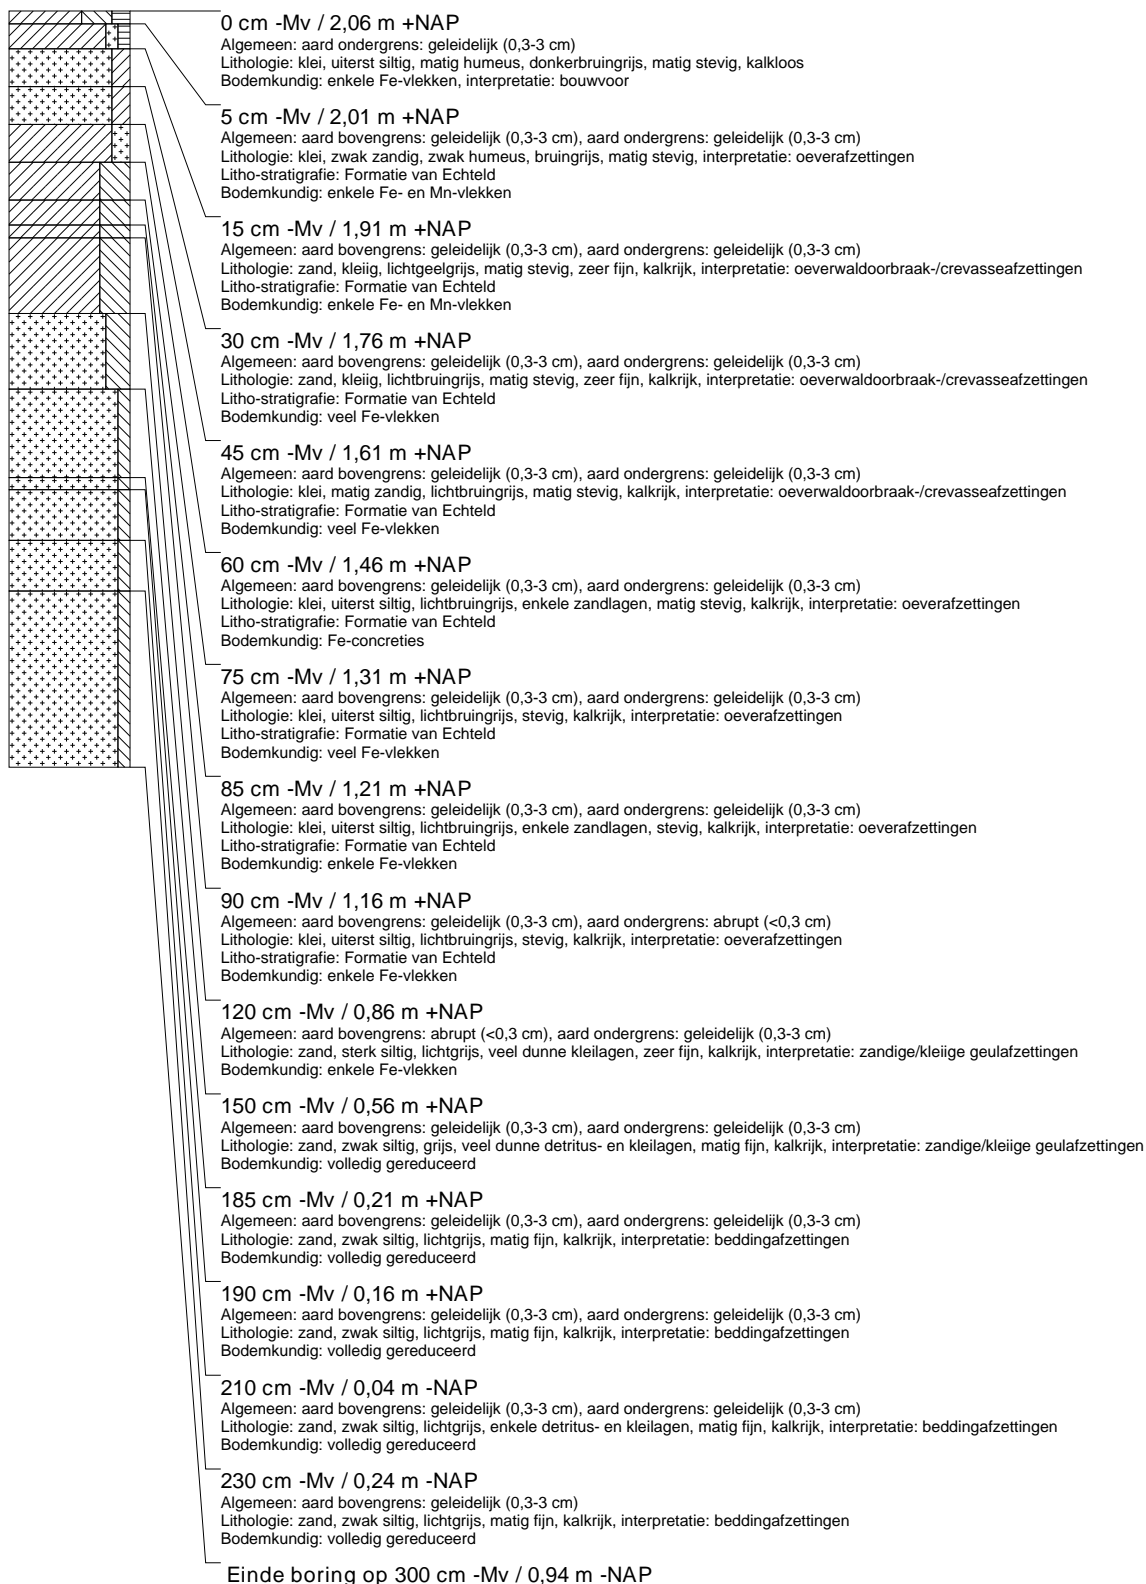 0 cm -Mv / 2,06 m +NAP
Algemeen: aard ondergrens: geleidelijk (0,3-3 cm)
Lithologie: klei, uiterst siltig, matig humeus, donkerbruingrijs, matig stevig, kalkloos
Bodemkundig: enkele Fe-vlekken, interpretatie: bouwvoor
5 cm -Mv / 2,01 m +NAP
Algemeen: aard bovengrens: geleidelijk (0,3-3 cm), aard ondergrens: geleidelijk (0,3-3 cm)
Lithologie: klei, zwak zandig, zwak humeus, bruingrijs, matig stevig, interpretatie: oeverafzettingen
Litho-stratigrafie: Formatie van Echteld
Bodemkundig: enkele Fe- en Mn-vlekken
15 cm -Mv / 1,91 m +NAP
Algemeen: aard bovengrens: geleidelijk (0,3-3 cm), aard ondergrens: geleidelijk (0,3-3 cm)
Lithologie: zand, kleiig, lichtgeelgrijs, matig stevig, zeer fijn, kalkrijk, interpretatie: oeverwaldoorbraak-/crevasseafzettingen
Litho-stratigrafie: Formatie van Echteld
Bodemkundig: enkele Fe- en Mn-vlekken
30 cm -Mv / 1,76 m +NAP
Algemeen: aard bovengrens: geleidelijk (0,3-3 cm), aard ondergrens: geleidelijk (0,3-3 cm)
Lithologie: zand, kleiig, lichtbruingrijs, matig stevig, zeer fijn, kalkrijk, interpretatie: oeverwaldoorbraak-/crevasseafzettingen
Litho-stratigrafie: Formatie van Echteld
Bodemkundig: veel Fe-vlekken
45 cm -Mv / 1,61 m +NAP
Algemeen: aard bovengrens: geleidelijk (0,3-3 cm), aard ondergrens: geleidelijk (0,3-3 cm)
Lithologie: klei, matig zandig, lichtbruingrijs, matig stevig, kalkrijk, interpretatie: oeverwaldoorbraak-/crevasseafzettingen
Litho-stratigrafie: Formatie van Echteld
Bodemkundig: veel Fe-vlekken
60 cm -Mv / 1,46 m +NAP
Algemeen: aard bovengrens: geleidelijk (0,3-3 cm), aard ondergrens: geleidelijk (0,3-3 cm)
Lithologie: klei, uiterst siltig, lichtbruingrijs, enkele zandlagen, matig stevig, kalkrijk, interpretatie: oeverafzettingen
Litho-stratigrafie: Formatie van Echteld
Bodemkundig: Fe-concreties
75 cm -Mv / 1,31 m +NAP
Algemeen: aard bovengrens: geleidelijk (0,3-3 cm), aard ondergrens: geleidelijk (0,3-3 cm)
Lithologie: klei, uiterst siltig, lichtbruingrijs, stevig, kalkrijk, interpretatie: oeverafzettingen
Litho-stratigrafie: Formatie van Echteld
Bodemkundig: veel Fe-vlekken
85 cm -Mv / 1,21 m +NAP
Algemeen: aard bovengrens: geleidelijk (0,3-3 cm), aard ondergrens: geleidelijk (0,3-3 cm)
Lithologie: klei, uiterst siltig, lichtbruingrijs, enkele zandlagen, stevig, kalkrijk, interpretatie: oeverafzettingen
Litho-stratigrafie: Formatie van Echteld
Bodemkundig: enkele Fe-vlekken
90 cm -Mv / 1,16 m +NAP
Algemeen: aard bovengrens: geleidelijk (0,3-3 cm), aard ondergrens: abrupt (<0,3 cm)
Lithologie: klei, uiterst siltig, lichtbruingrijs, stevig, kalkrijk, interpretatie: oeverafzettingen
Litho-stratigrafie: Formatie van Echteld
Bodemkundig: enkele Fe-vlekken
120 cm -Mv / 0,86 m +NAP
Algemeen: aard bovengrens: abrupt (<0,3 cm), aard ondergrens: geleidelijk (0,3-3 cm)
Lithologie: zand, sterk siltig, lichtgrijs, veel dunne kleilagen, zeer fijn, kalkrijk, interpretatie: zandige/kleiige geulafzettingen
Bodemkundig: enkele Fe-vlekken
150 cm -Mv / 0,56 m +NAP
Algemeen: aard bovengrens: geleidelijk (0,3-3 cm), aard ondergrens: geleidelijk (0,3-3 cm)
Lithologie: zand, zwak siltig, grijs, veel dunne detritus- en kleilagen, matig fijn, kalkrijk, interpretatie: zandige/kleiige geulafzettingen
Bodemkundig: volledig gereduceerd
185 cm -Mv / 0,21 m +NAP
Algemeen: aard bovengrens: geleidelijk (0,3-3 cm), aard ondergrens: geleidelijk (0,3-3 cm)
Lithologie: zand, zwak siltig, lichtgrijs, matig fijn, kalkrijk, interpretatie: beddingafzettingen
Bodemkundig: volledig gereduceerd
190 cm -Mv / 0,16 m +NAP
Algemeen: aard bovengrens: geleidelijk (0,3-3 cm), aard ondergrens: geleidelijk (0,3-3 cm)
Lithologie: zand, zwak siltig, lichtgrijs, matig fijn, kalkrijk, interpretatie: beddingafzettingen
Bodemkundig: volledig gereduceerd
210 cm -Mv / 0,04 m -NAP
Algemeen: aard bovengrens: geleidelijk (0,3-3 cm), aard ondergrens: geleidelijk (0,3-3 cm)
Lithologie: zand, zwak siltig, lichtgrijs, enkele detritus- en kleilagen, matig fijn, kalkrijk, interpretatie: beddingafzettingen
Bodemkundig: volledig gereduceerd
230 cm -Mv / 0,24 m -NAP
Algemeen: aard bovengrens: geleidelijk (0,3-3 cm)
Lithologie: zand, zwak siltig, lichtgrijs, matig fijn, kalkrijk, interpretatie: beddingafzettingen
Bodemkundig: volledig gereduceerd
Einde boring op 300 cm -Mv / 0,94 m -NAP